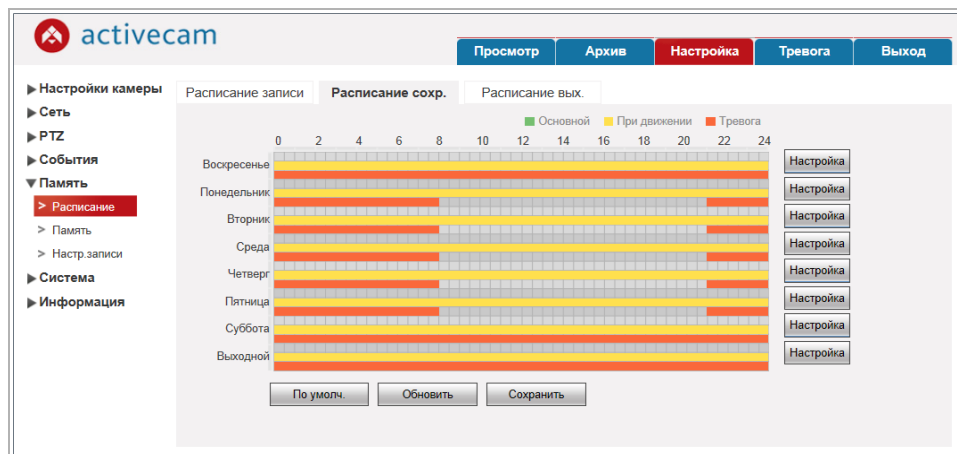 activecam
Просмотр Архив Настройка Тревога Выход
Настройки камеры
Сеть
PTZ
События
Память
> Расписание
> Память
> Настр.записи
Система
Информация
Расписание записи Расписание сохр. Расписание вых.
Основной При движении Тревога
0 2 4 6 8 10 12 14 16 18 20 22 24
Воскресенье Настройка
Понедельник Настройка
Вторник Настройка
Среда Настройка
Четверг Настройка
Пятница Настройка
Суббота Настройка
Выходной Настройка
По умолч. Обновить Сохранить